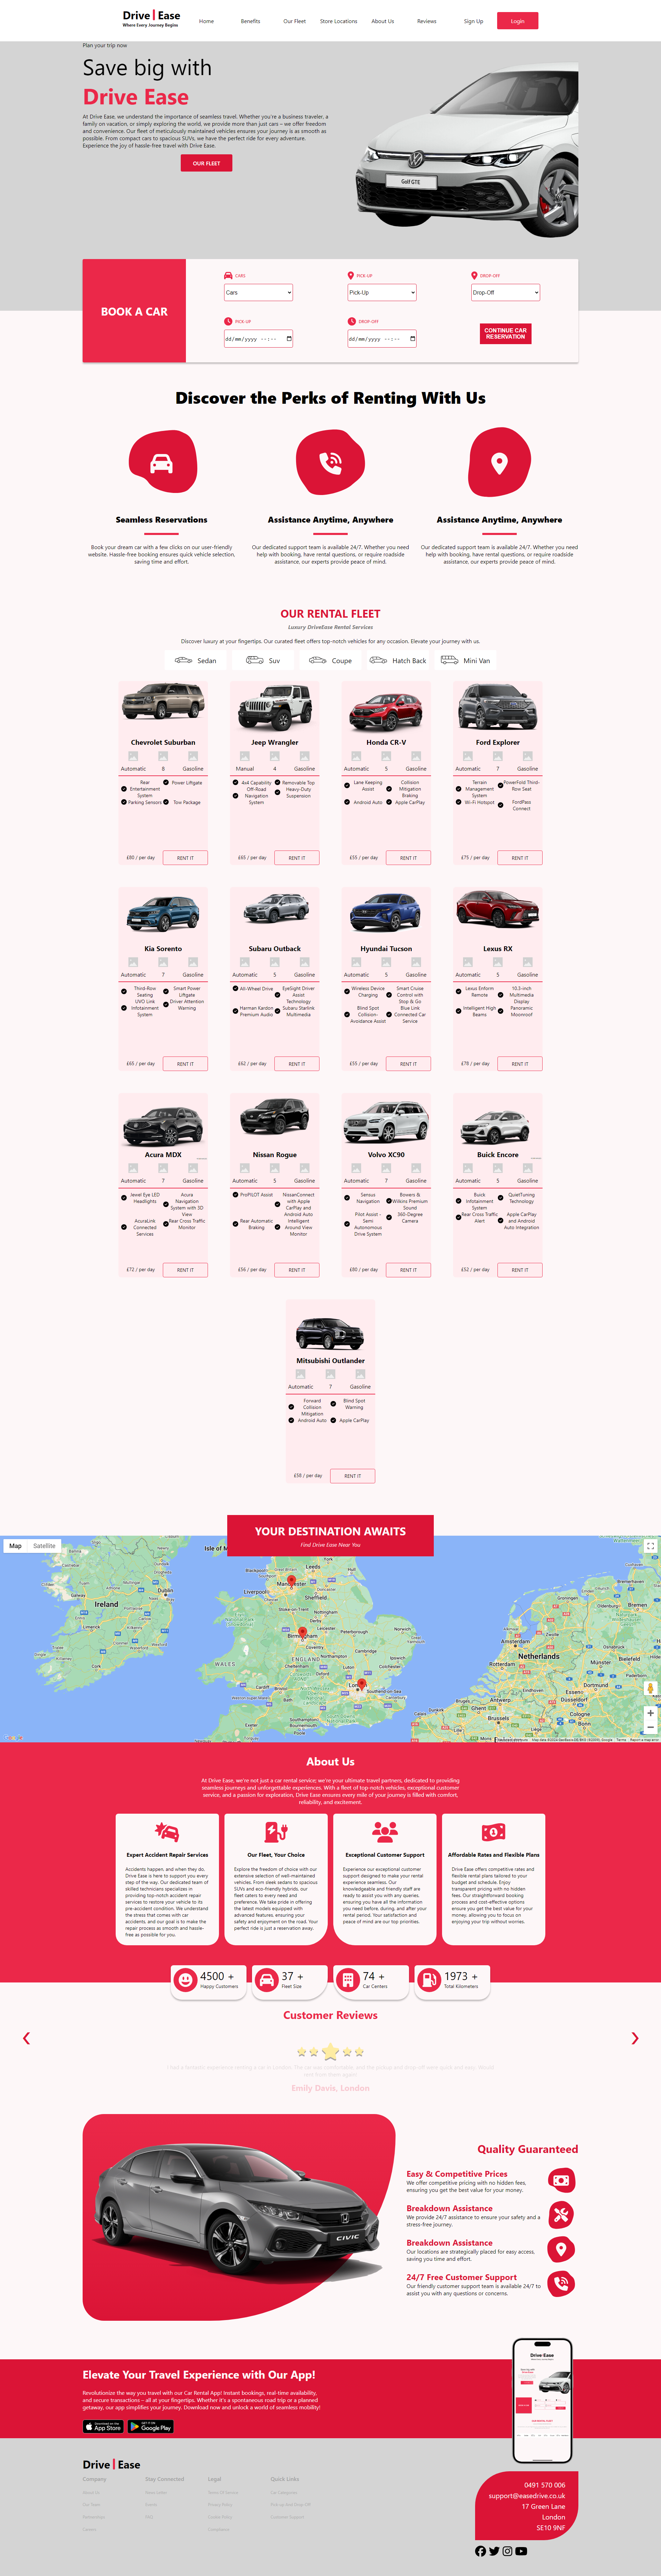 Drive Ease
Where Every Journey Begins
Home
Benefits
Our Fleet
Store Locations
About Us
Reviews
Sign Up
Login
Plan your trip now
Save big with
Drive Ease
At Drive Ease, we understand the importance of seamless travel. Whether you're a business traveler, a
family on vacation, or simply exploring the world, we provide more than just cars – we offer freedom
and convenience. Our fleet of meticulously maintained vehicles ensures your journey is as smooth as
possible. From compact cars to spacious SUVs, we have the perfect ride for every adventure.
Experience the joy of hassle-free travel with Drive Ease.
OUR FLEET
Golf GTE
BOOK A CAR
CARS
PICK-UP
DROP-OFF
Cars
Pick-Up
Drop-Off
PICK-UP
DROP-OFF
dd/mm/yyyy --:--
dd/mm/yyyy --:--
CONTINUE CAR
RESERVATION
Discover the Perks of Renting With Us
Seamless Reservations
Book your dream car with a few clicks on our user-friendly
website. Hassle-free booking ensures quick vehicle selection,
saving time and effort.
Assistance Anytime, Anywhere
Our dedicated support team is available 24/7. Whether you need
help with booking, have rental questions, or require roadside
assistance, our experts provide peace of mind.
Assistance Anytime, Anywhere
Our dedicated support team is available 24/7. Whether you need
help with booking, have rental questions, or require roadside
assistance, our experts provide peace of mind.
OUR RENTAL FLEET
Luxury DriveEase Rental Services
Discover luxury at your fingertips. Our curated fleet offers top-notch vehicles for any occasion. Elevate your journey with us.
Sedan
Suv
Coupe
Hatch Back
Mini Van
Chevrolet Suburban
Automatic 8 Gasoline
Rear
Entertainment
System
Power Liftgate
Parking Sensors
Tow Package
£80 / per day
RENT IT
Jeep Wrangler
Manual 4 Gasoline
4x4 Capability
Off-Road
Navigation
System
Removable Top
Heavy-Duty
Suspension
£65 / per day
RENT IT
Honda CR-V
Automatic 5 Gasoline
Lane Keeping
Assist
Collision
Mitigation
Braking
Android Auto
Apple CarPlay
£55 / per day
RENT IT
Ford Explorer
Automatic 7 Gasoline
Terrain
Management
System
PowerFold Third-
Row Seat
Wi-Fi Hotspot
FordPass
Connect
£75 / per day
RENT IT
Kia Sorento
Automatic 7 Gasoline
Third-Row
Seating
Smart Power
Liftgate
UVO Link
Infotainment
System
Driver Attention
Warning
£65 / per day
RENT IT
Subaru Outback
Automatic 5 Gasoline
All-Wheel Drive
EyeSight Driver
Assist
Technology
Harman Kardon
Premium Audio
Subaru Starlink
Multimedia
£62 / per day
RENT IT
Hyundai Tucson
Automatic 5 Gasoline
Wireless Device
Charging
Smart Cruise
Control with
Stop & Go
Blind Spot
Collision-
Avoidance Assist
Blue Link
Connected Car
Service
£55 / per day
RENT IT
Lexus RX
Automatic 5 Gasoline
Lexus Enform
Remote
10.3-inch
Multimedia
Display
Intelligent High
Beams
Panoramic
Moonroof
£78 / per day
RENT IT
Acura MDX
Automatic 7 Gasoline
Jewel Eye LED
Headlights
Acura
Navigation
System with 3D
View
AcuraLink
Connected
Services
Rear Cross Traffic
Monitor
£72 / per day
RENT IT
Nissan Rogue
Automatic 5 Gasoline
ProPILOT Assist
NissanConnect
with Apple
CarPlay and
Android Auto
Rear Automatic
Braking
Intelligent
Around View
Monitor
£56 / per day
RENT IT
Volvo XC90
Automatic 7 Gasoline
Sensus
Navigation
Bowers &
Wilkins Premium
Sound
Pilot Assist -
Semi
Autonomous
Drive System
360-Degree
Camera
£80 / per day
RENT IT
Buick Encore
Automatic 5 Gasoline
Buick
Infotainment
System
QuietTuning
Technology
Rear Cross Traffic
Alert
Apple CarPlay
and Android
Auto Integration
£52 / per day
RENT IT
Mitsubishi Outlander
Automatic 7 Gasoline
Forward
Collision
Mitigation
Blind Spot
Warning
Android Auto
Apple CarPlay
£58 / per day
RENT IT
YOUR DESTINATION AWAITS
Find Drive Ease Near You
Map
Satellite
Isle of M
Ireland
Dublin
Galway
Limerick
Cork
Blackpool
Leeds
Manchester
Liverpool
Sheffield
Stoke-on-Trent
Nottingham
Derby
Leicester
Norwich
Peterborough
Birmingham
Coventry
Cambridge
WALES
ENGLAND
Cheltenham
Oxford
Colchester
Cardiff
Bristol
Southend-on-Sea
Exeter
Southampton
Bournemouth
Portsmouth
Groningen
Bremen
Amsterdam
Netherlands
Rotterdam
Bielefeld
Münster
Antwerp
Ghent
Essen
Dortmund
Düsseldorf
Brussels
Cologne
Bonn
About Us
At Drive Ease, we're not just a car rental service; we're your ultimate travel partners, dedicated to providing
seamless journeys and unforgettable experiences. With a fleet of top-notch vehicles, exceptional customer
service, and a passion for exploration, Drive Ease ensures every mile of your journey is filled with comfort,
reliability, and excitement.
Expert Accident Repair Services
Accidents happen, and when they do,
Drive Ease is here to support you every
step of the way. Our dedicated team of
skilled technicians specializes in
providing top-notch accident repair
services to restore your vehicle to its
pre-accident condition. We understand
the stress that comes with car
accidents, and our goal is to make the
repair process as smooth and hassle-
free as possible for you.
Our Fleet, Your Choice
Explore the freedom of choice with our
extensive selection of well-maintained
vehicles. From sleek sedans to spacious
SUVs and eco-friendly hybrids, our
fleet caters to every need and
preference. We take pride in offering
the latest models equipped with
advanced features, ensuring your
safety and enjoyment on the road. Your
perfect ride is just a reservation away.
Exceptional Customer Support
Experience our exceptional customer
support designed to make your rental
experience seamless. Our
knowledgeable and friendly staff are
ready to assist you with any queries,
ensuring you have all the information
you need before, during, and after your
rental period. Your satisfaction and
peace of mind are our top priorities.
Affordable Rates and Flexible Plans
Drive Ease offers competitive rates and
flexible rental plans tailored to your
budget and schedule. Enjoy
transparent pricing with no hidden
fees. Our straightforward booking
process and cost-efficient options
ensure you get the best value for your
money, allowing you to focus on
enjoying your trip without worries.
4500 +
Happy Customers
37 +
Fleet Size
74 +
Car Centers
1973 +
Total Kilometers
Customer Reviews
Emily Davis, London
CIVIC
Quality Guaranteed
Easy & Competitive Prices
We offer competitive pricing with no hidden fees,
ensuring you get the best value for your money.
Breakdown Assistance
We provide 24/7 assistance to ensure your safety and a
stress-free journey.
Breakdown Assistance
Our locations are strategically placed for easy access,
saving you time and effort.
24/7 Free Customer Support
Our friendly customer support team is available 24/7 to
assist you with any questions or concerns.
Elevate Your Travel Experience with Our App!
Revolutionize the way you travel with our Car Rental App! Instant bookings, real-time availability,
and secure transactions – all at your fingertips. Whether it's a spontaneous road trip or a planned
getaway, our app simplifies your journey. Download now and unlock a world of seamless mobility!
App Store
GET IT ON
Google Play
Drive Ease
Company
Stay Connected
Legal
Quick Links
0491 570 006
support@easedrive.co.uk
17 Green Lane
London
SE10 9NF